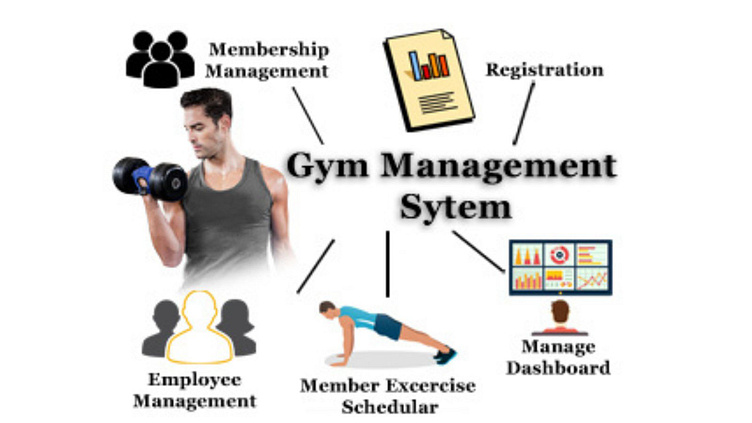 Membership
Management
Registration
Gym Management
Sytem
Employee
Management
Member Excercise
Schedular
Manage
Dashboard